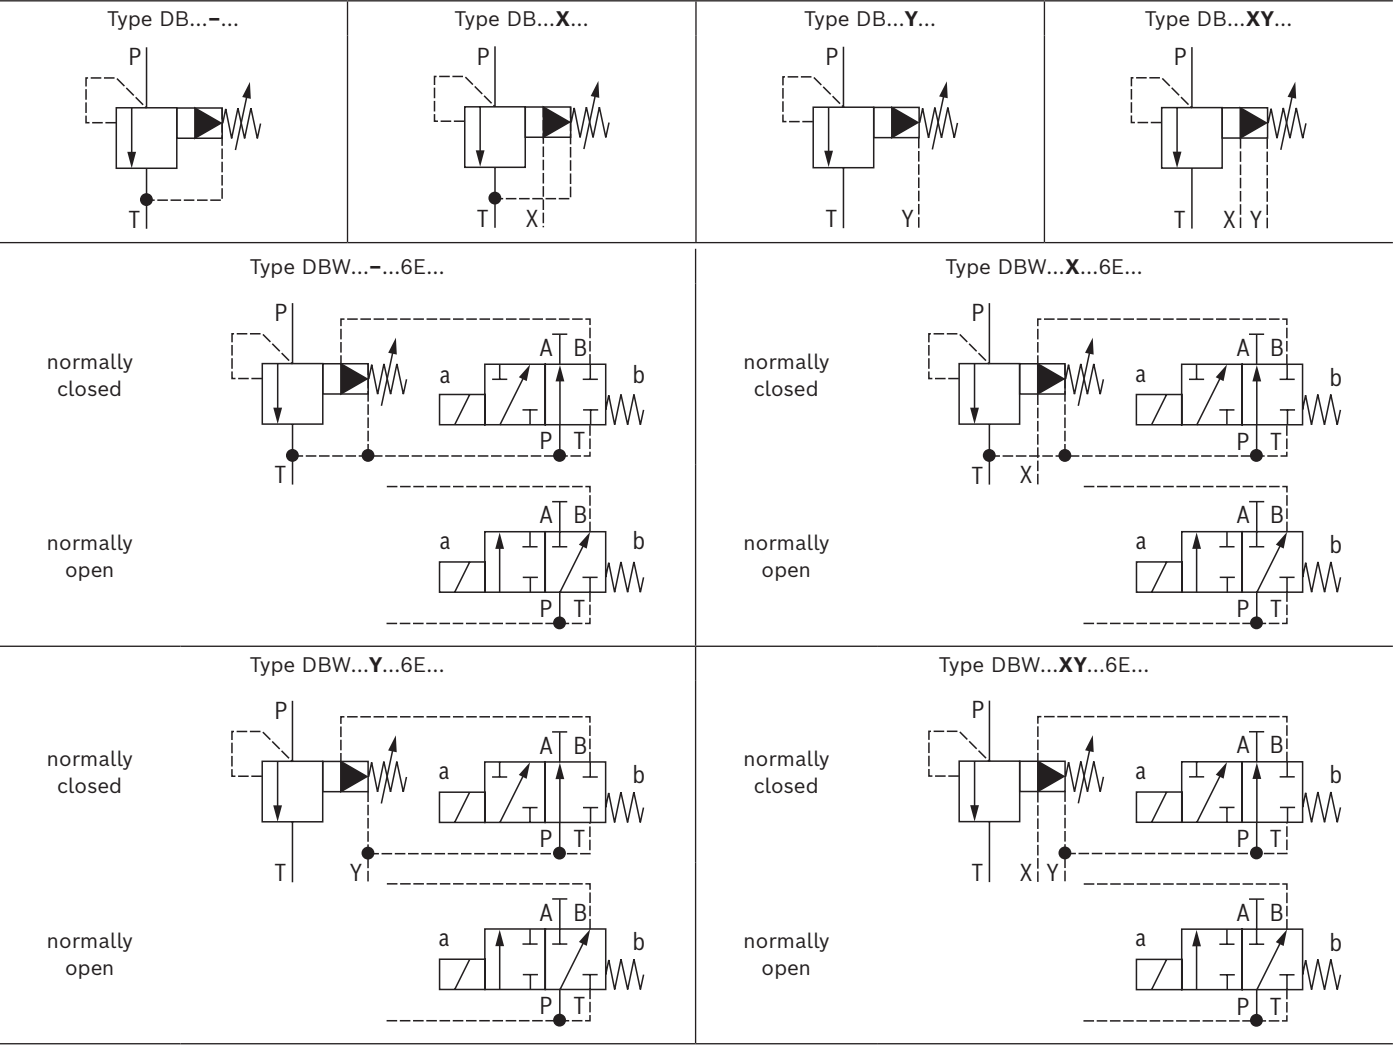 Type DB...–...
Type DB...X...
Type DB...Y...
Type DB...XY...
P
P
P
P
T
T X
T Y
T X Y
Type DBW...–...6E...
Type DBW...X...6E...
P
P
normally
closed
A B
a b
P T
T
normally
closed
A B
a b
P T
T X
normally
open
A B
a b
P T
normally
open
A B
a b
P T
Type DBW...Y...6E...
Type DBW...XY...6E...
P
P
normally
closed
A B
a b
P T
T Y
normally
closed
A B
a b
P T
T X Y
normally
open
A B
a b
P T
normally
open
A B
a b
P T